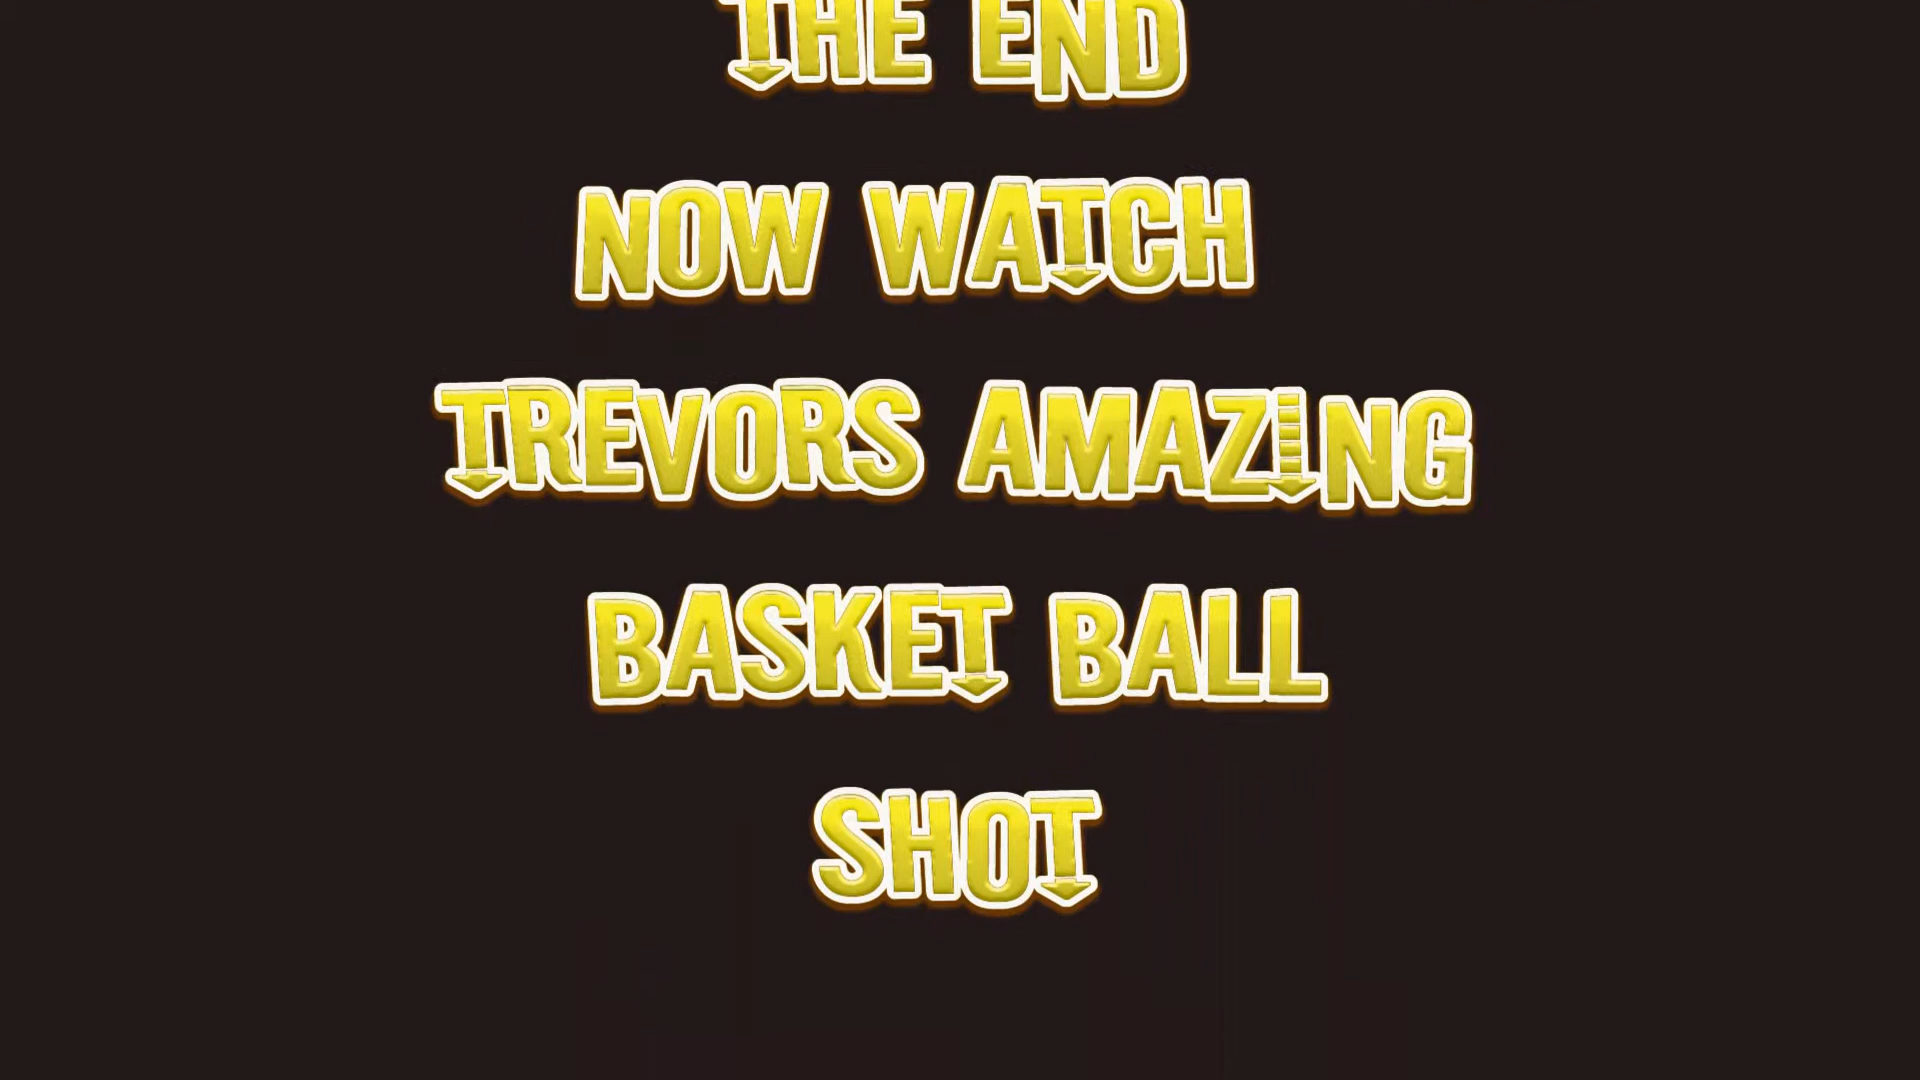 THE END
NOW WATCH
TREVORS AMAZING
BASKET BALL
SHOT